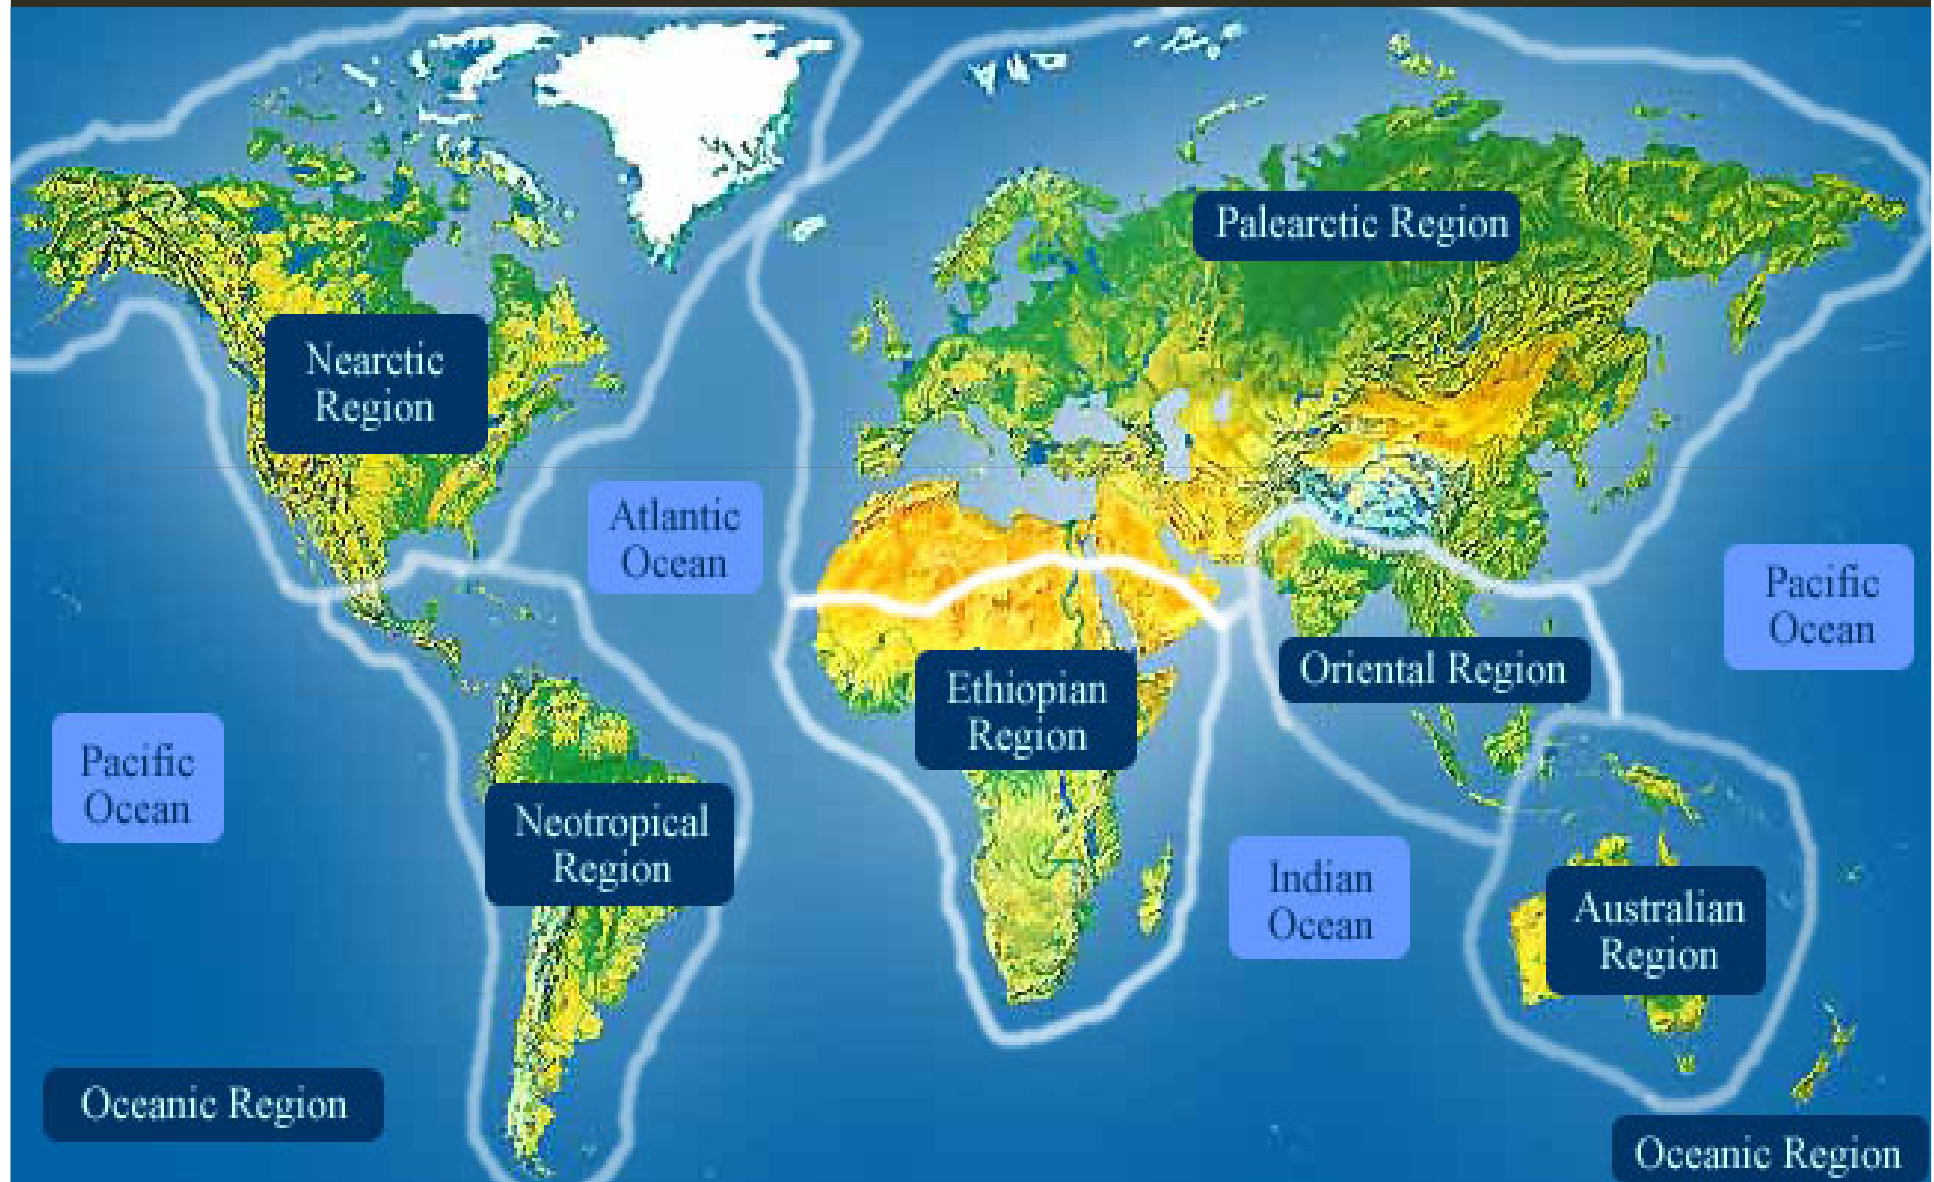 Palearctic Region
Nearctic
Region
Atlantic
Ocean
Pacific
Ocean
Oriental Region
Ethiopian
Region
Pacific
Ocean
Neotropical
Region
Indian
Ocean
Australian
Region
Oceanic Region
Oceanic Region